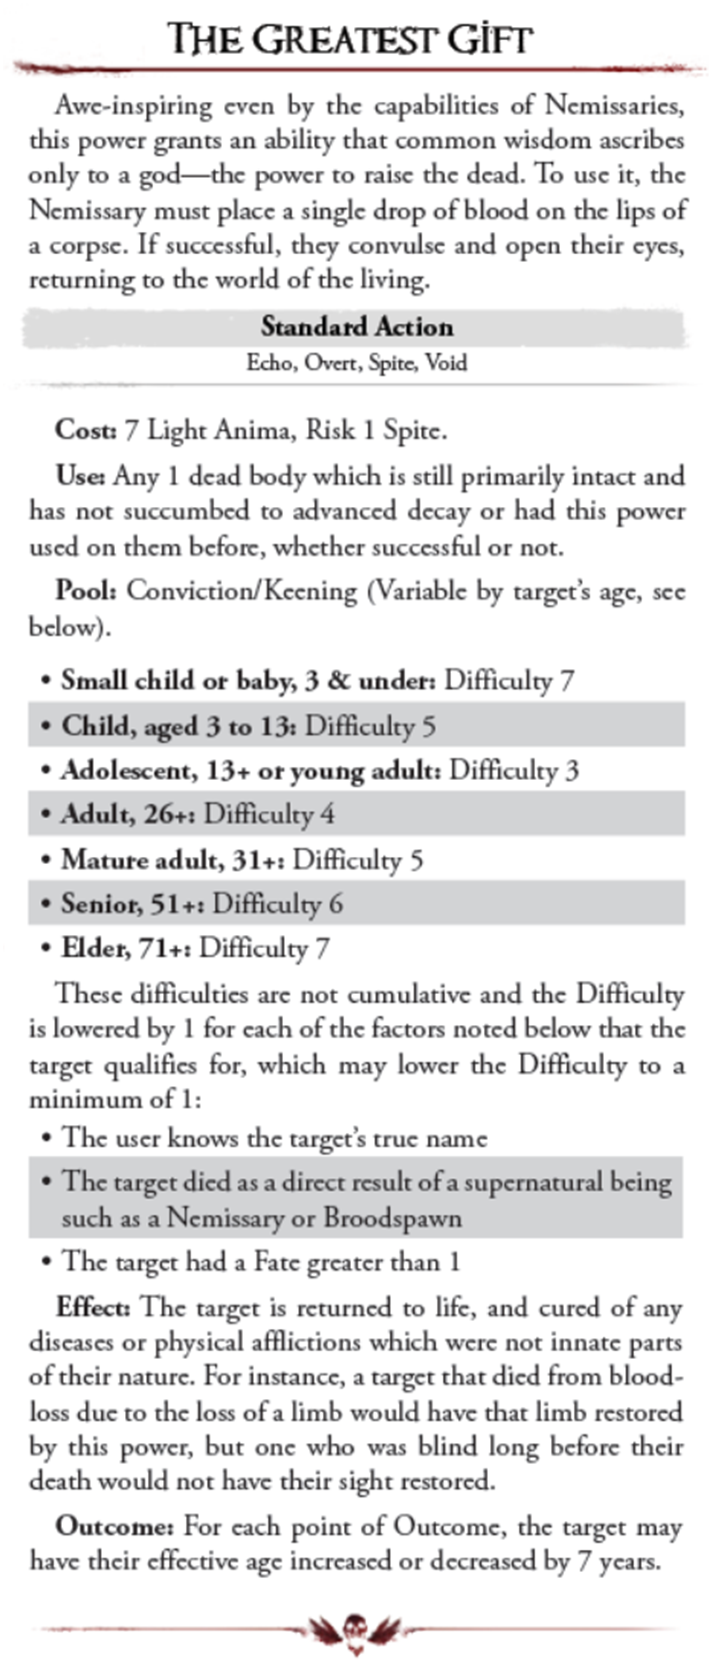 THE GREATEST GIFT
Awe-inspiring even by the capabilities of Nemissaries,
this power grants an ability that common wisdom ascribes
only to a god—the power to raise the dead. To use it, the
Nemissary must place a single drop of blood on the lips of
a corpse. If successful, they convulse and open their eyes,
returning to the world of the living.
Standard Action
Echo, Overt, Spite, Void
Cost: 7 Light Anima, Risk 1 Spite.
Use: Any 1 dead body which is still primarily intact and
has not succumbed to advanced decay or had this power
used on them before, whether successful or not.
Pool: Conviction/Keening (Variable by target's age, see
below).
• Small child or baby, 3 & under: Difficulty 7
• Child, aged 3 to 13: Difficulty 5
• Adolescent, 13+ or young adult: Difficulty 3
• Adult, 26+: Difficulty 4
• Mature adult, 31+: Difficulty 5
• Senior, 51+: Difficulty 6
• Elder, 71+: Difficulty 7
These difficulties are not cumulative and the Difficulty
is lowered by 1 for each of the factors noted below that the
target qualifies for, which may lower the Difficulty to a
minimum of 1:
• The user knows the target's true name
• The target died as a direct result of a supernatural being
such as a Nemissary or Broodspawn
• The target had a Fate greater than 1
Effect: The target is returned to life, and cured of any
diseases or physical afflictions which were not innate parts
of their nature. For instance, a target that died from blood-
loss due to the loss of a limb would have that limb restored
by this power, but one who was blind long before their
death would not have their sight restored.
Outcome: For each point of Outcome, the target may
have their effective age increased or decreased by 7 years.